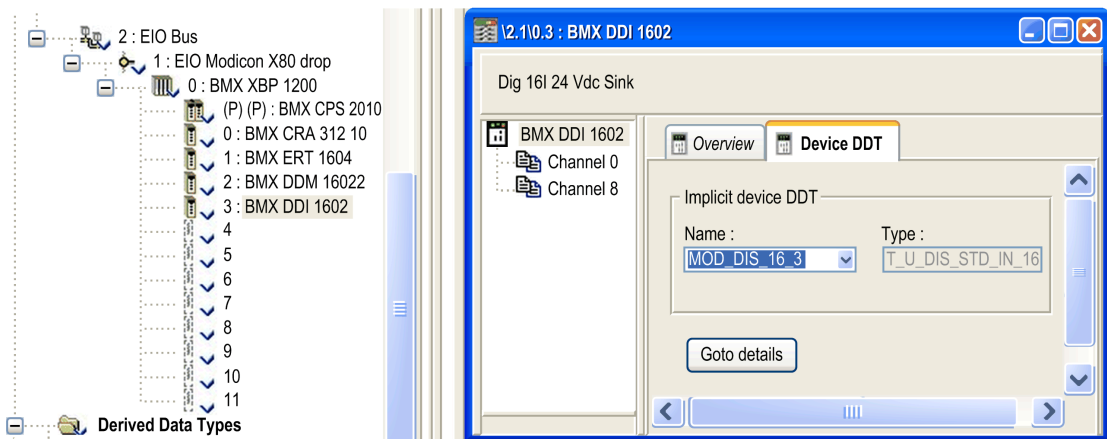 2 : EIO Bus
1 : EIO Modicon X80 drop
0 : BMX XBP 1200
(P) (P) : BMX CPS 2010
0 : BMX CRA 312 10
1 : BMX ERT 1604
2 : BMX DDM 16022
3 : BMX DDI 1602
4
5
6
7
8
9
10
11
Derived Data Types
\2.1\0.3 : BMX DDI 1602
Dig 16I 24 Vdc Sink
BMX DDI 1602
Channel 0
Channel 8
Overview
Device DDT
Implicit device DDT
Name :
Type :
MOD_DIS_16_3
T_U_DIS_STD_IN_16
Goto details